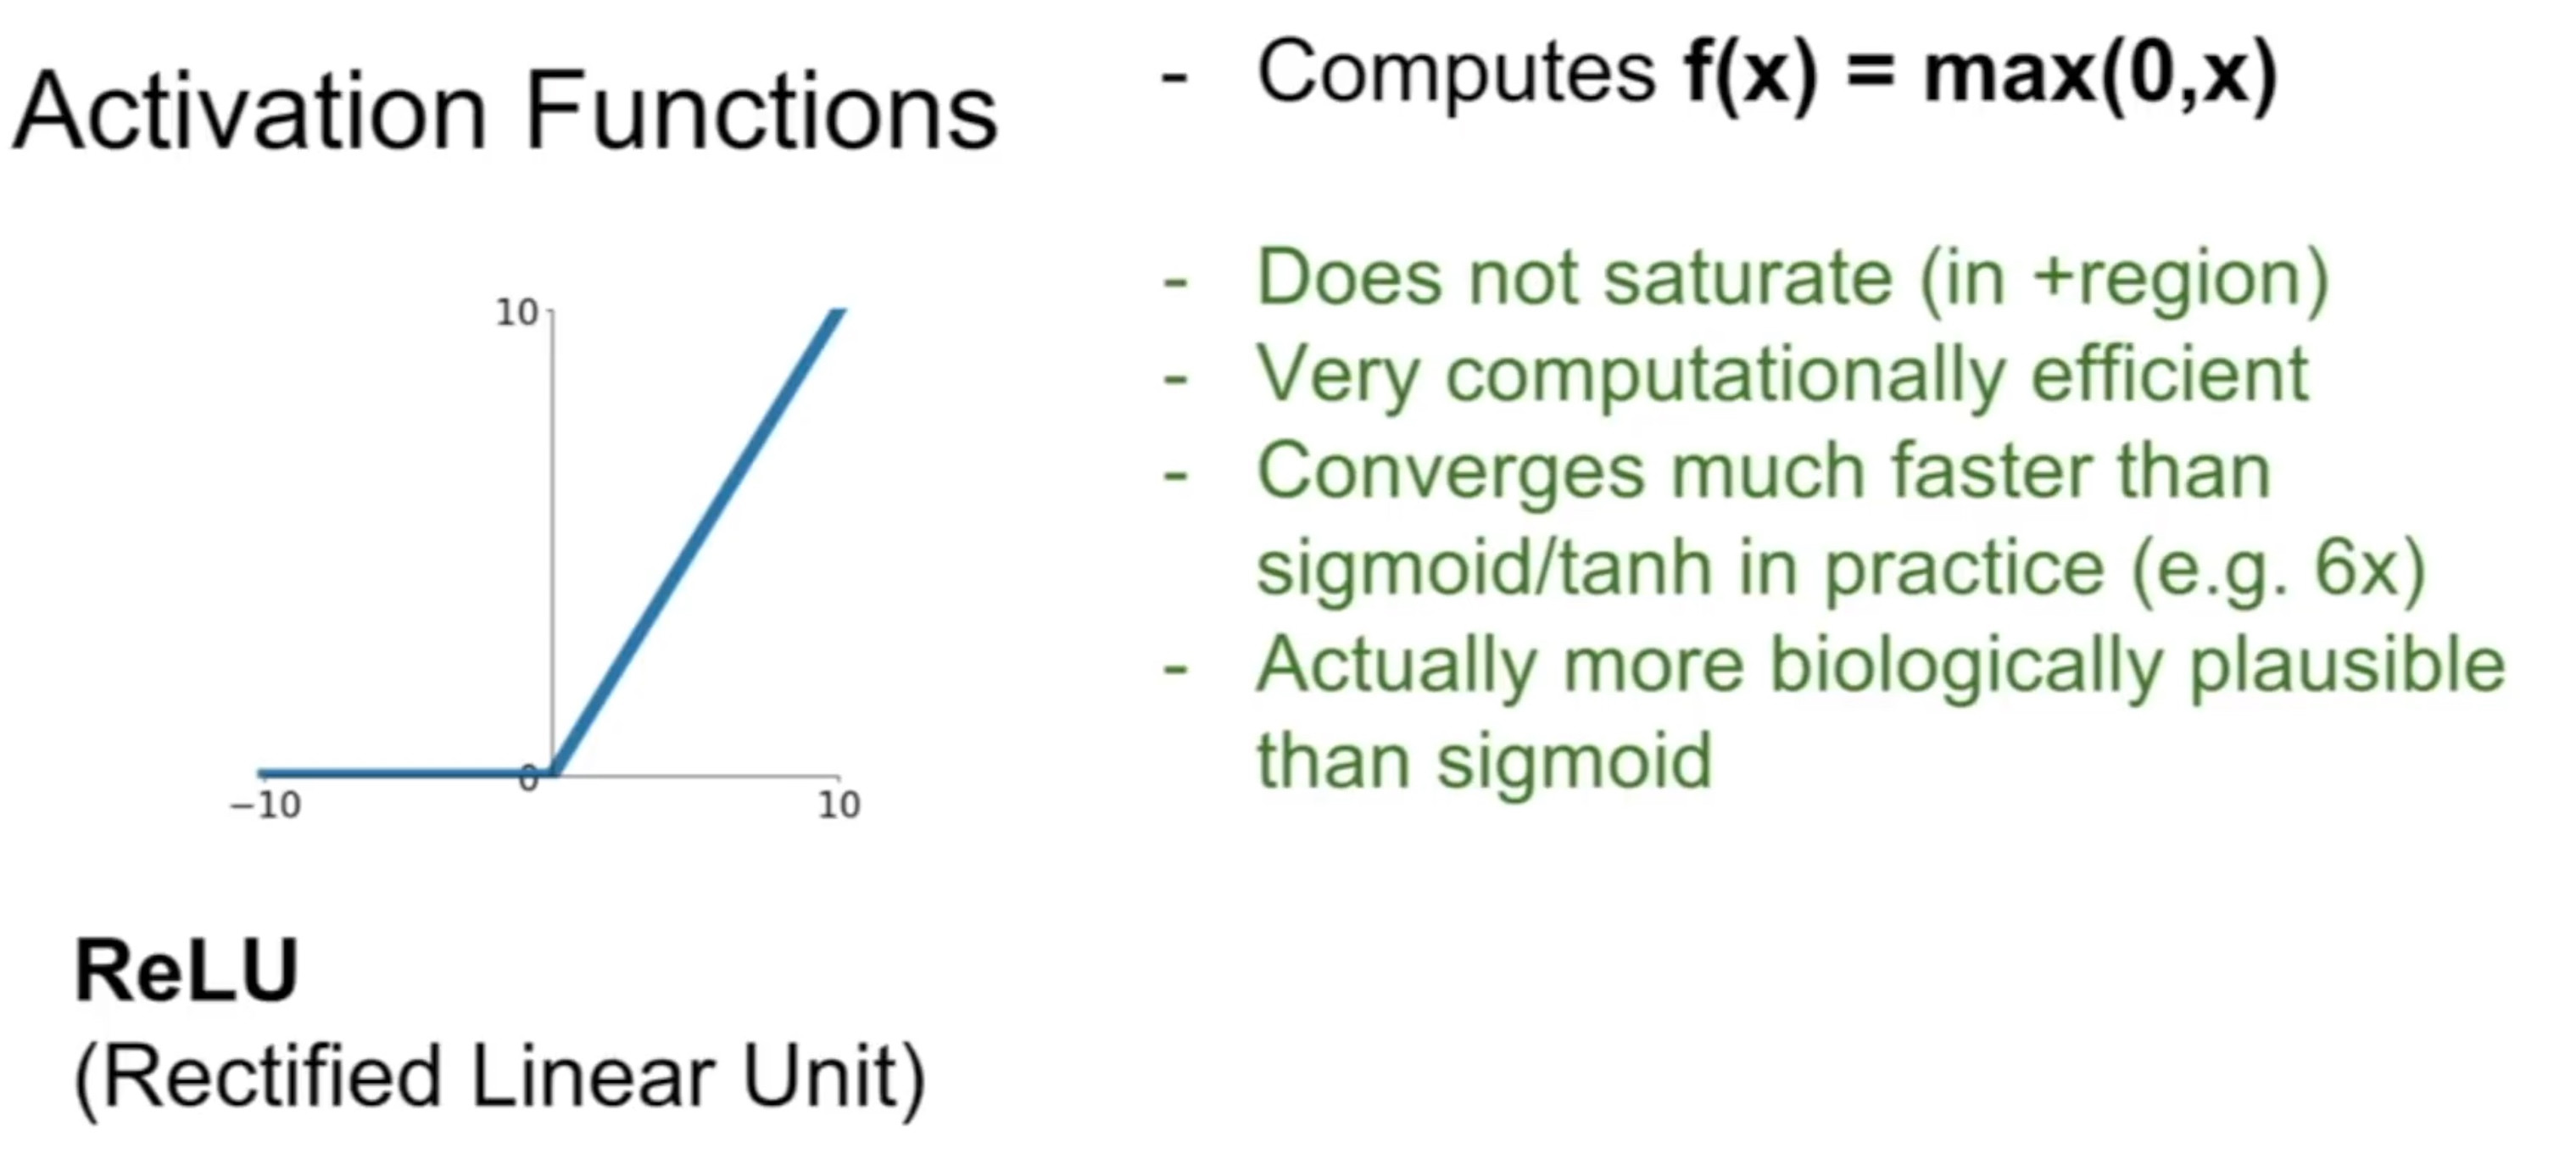 Activation Functions
- Computes f(x) = max(0,x)
- Does not saturate (in +region)
- Very computationally efficient
- Converges much faster than
sigmoid/tanh in practice (e.g. 6x)
- Actually more biologically plausible
than sigmoid
10
0
−10
10
ReLU
(Rectified Linear Unit)